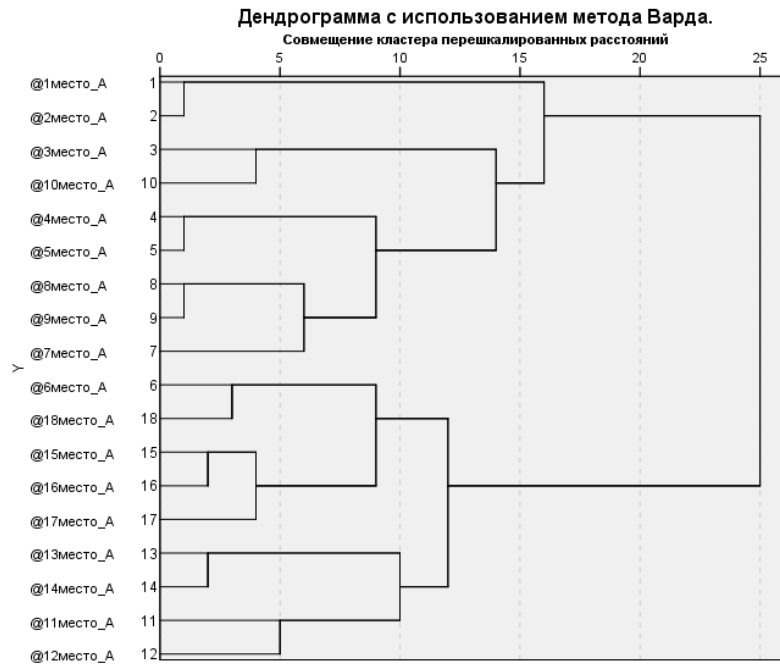 Дендрограмма с использованием метода Варда.
Совмещение кластера перешкалированных расстояний
0 5 10 15 20 25
@1место_А 1
@2место_А 2
@3место_А 3
@10место_А 10
@4место_А 4
@5место_А 5
@8место_А 8
@9место_А 9
@7место_А 7
Y
@6место_А 6
@18место_А 18
@15место_А 15
@16место_А 16
@17место_А 17
@13место_А 13
@14место_А 14
@11место_А 11
@12место_А 12